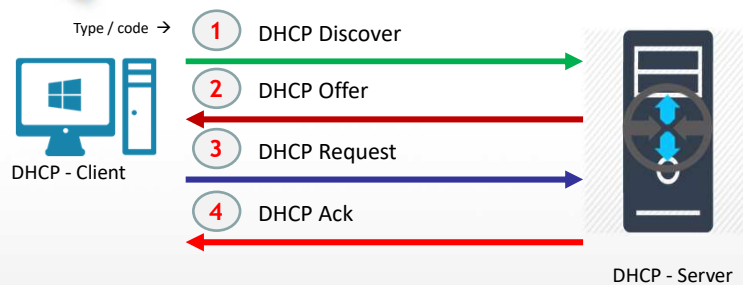 Type / code →
1 DHCP Discover
2 DHCP Offer
3 DHCP Request
DHCP - Client
4 DHCP Ack
DHCP - Server